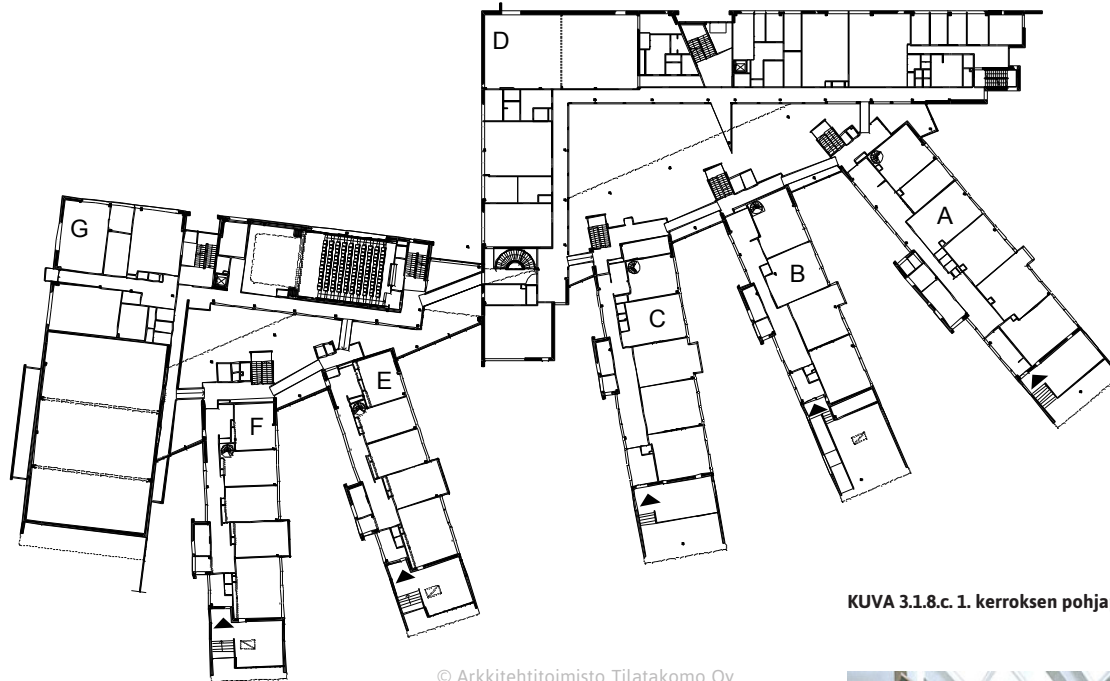 D
A
G
B
C
E
F
KUVA 3.1.8.c. 1. kerroksen pohja
© Arkkitehtitoimisto Tilatakomo Oy